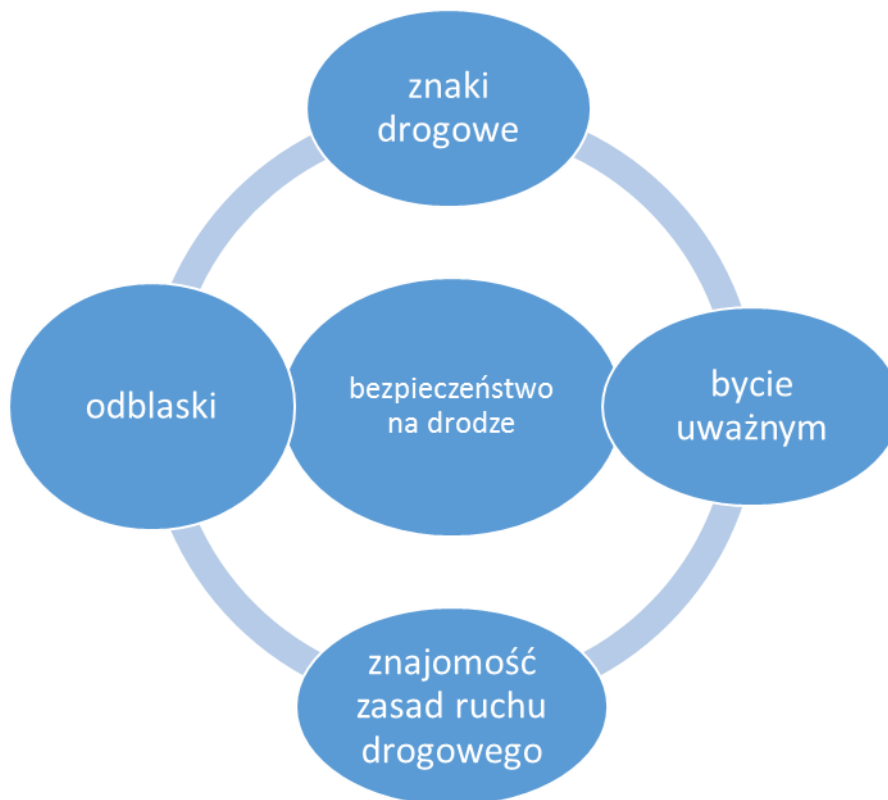 znaki
drogowe
odblaski
bezpieczeństwo
na drodze
bycie
uważnym
znajomość
zasad ruchu
drogowego